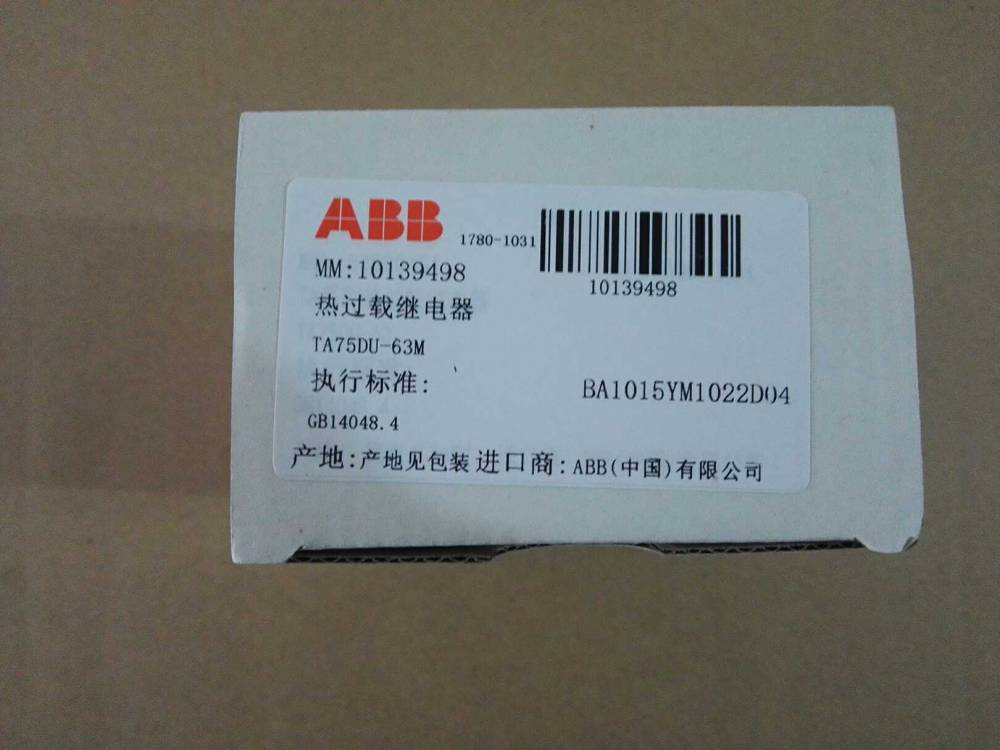 ABB
1780-1031
MM:10139498
10139498
热过载继电器
TA75DU-63M
执行标准:
BA1015YM1022D04
GB14048.4
产地:产地见包装 进口商:ABB(中国)有限公司